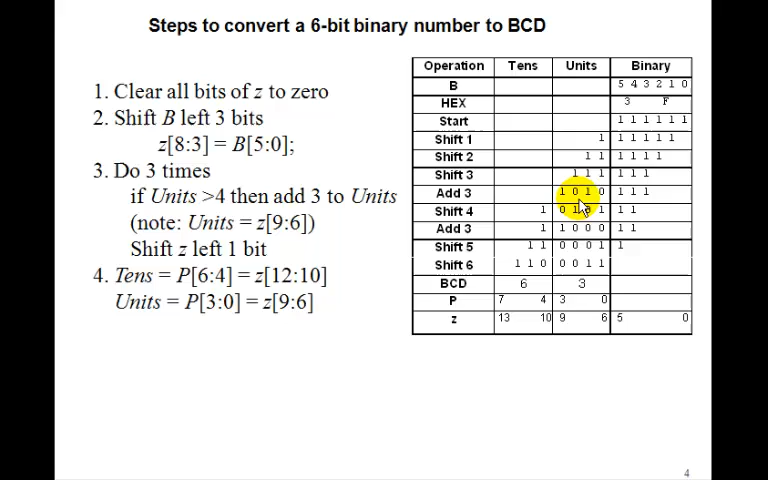 Steps to convert a 6-bit binary number to BCD
1. Clear all bits of z to zero
2. Shift B left 3 bits
z[8:3] = B[5:0];
3. Do 3 times
if Units >4 then add 3 to Units
(note: Units = z[9:6])
Shift z left 1 bit
4. Tens = P[6:4] = z[12:10]
Units = P[3:0] = z[9:6]
Operation Tens Units Binary
B 5 4 3 2 1 0
HEX 3 F
Start 1 1 1 1 1 1
Shift 1 1 1 1 1 1 1
Shift 2 1 1 1 1 1 1
Shift 3 1 1 1 1 1 1
Add 3 1 0 1 0 1 1 1
Shift 4 1 0 1 0 1 1 1
Add 3 1 1 0 0 0 1 1
Shift 5 1 1 0 0 0 1 1
Shift 6 1 1 0 0 0 1 1
BCD 6 3
P 7 4 3 0
z 13 10 9 6 5 0
4